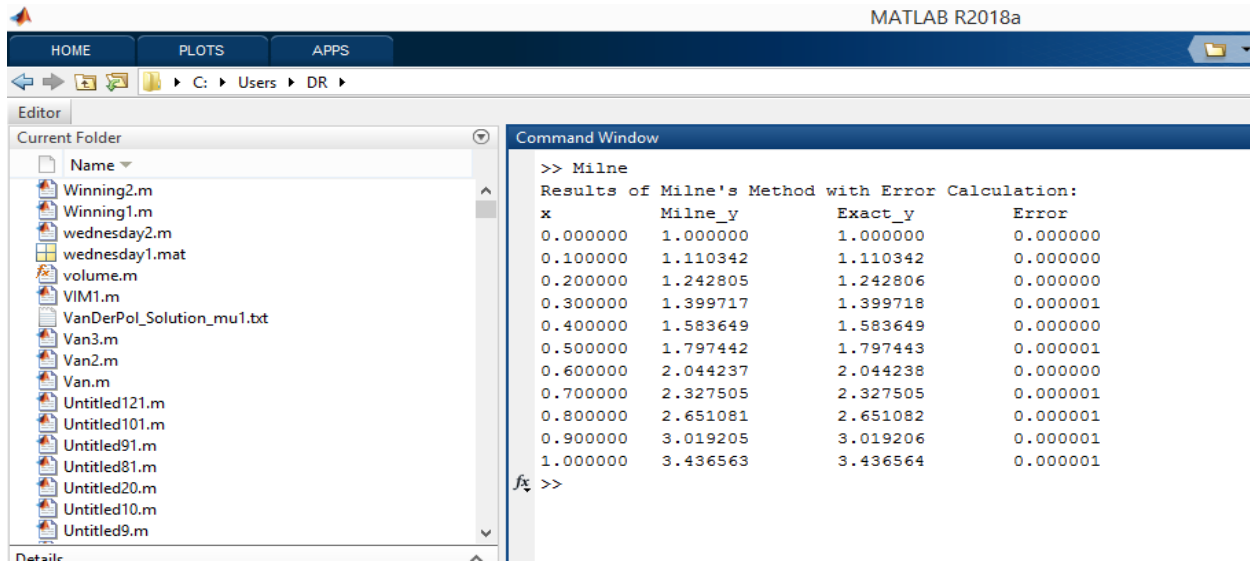 MATLAB R2018a
HOME PLOTS APPS
C: Users DR
Editor
Current Folder
Name
Winning2.m
Winning1.m
wednesday2.m
wednesday1.mat
volume.m
VIM1.m
VanDerPol_Solution_mu1.txt
Van3.m
Van2.m
Van.m
Untitled121.m
Untitled101.m
Untitled91.m
Untitled81.m
Untitled20.m
Untitled10.m
Untitled9.m
Details
Command Window
>> Milne
Results of Milne's Method with Error Calculation:
x Milne_y Exact_y Error
0.000000 1.000000 1.000000 0.000000
0.100000 1.110342 1.110342 0.000000
0.200000 1.242805 1.242806 0.000000
0.300000 1.399717 1.399718 0.000001
0.400000 1.583649 1.583649 0.000000
0.500000 1.797442 1.797443 0.000001
0.600000 2.044237 2.044238 0.000000
0.700000 2.327505 2.327505 0.000001
0.800000 2.651081 2.651082 0.000001
0.900000 3.019205 3.019206 0.000001
1.000000 3.436563 3.436564 0.000001
fx >>